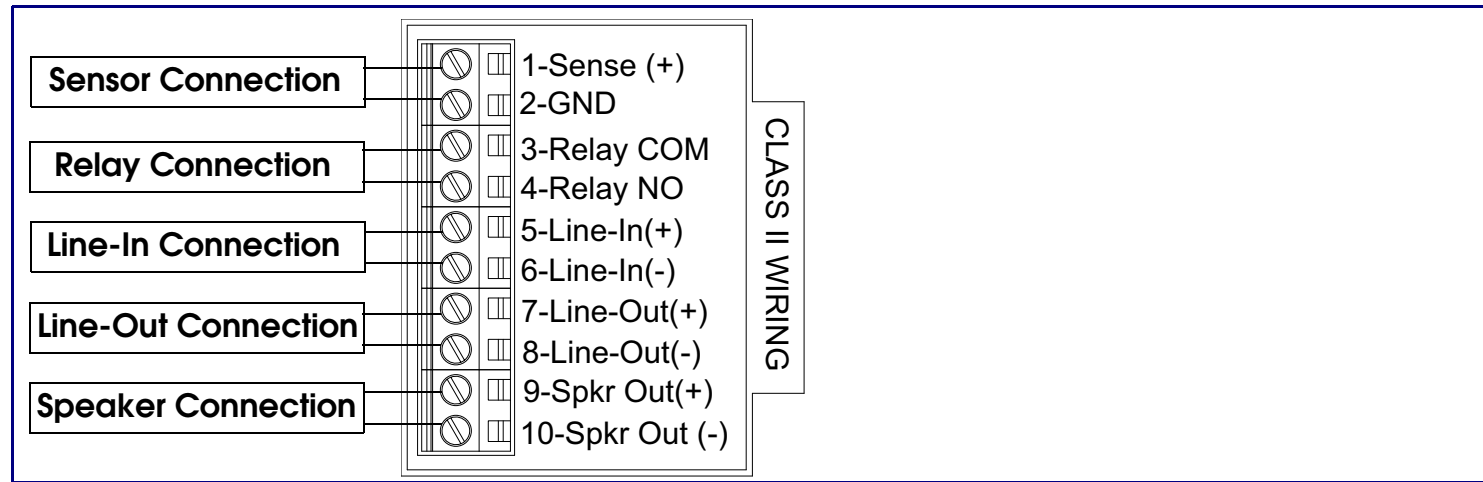 Sensor Connection
Relay Connection
Line-In Connection
Line-Out Connection
Speaker Connection
1-Sense (+)
2-GND
3-Relay COM
4-Relay NO
5-Line-In(+)
6-Line-In(-)
7-Line-Out(+)
8-Line-Out(-)
9-Spkr Out(+)
10-Spkr Out (-)
CLASS II WIRING